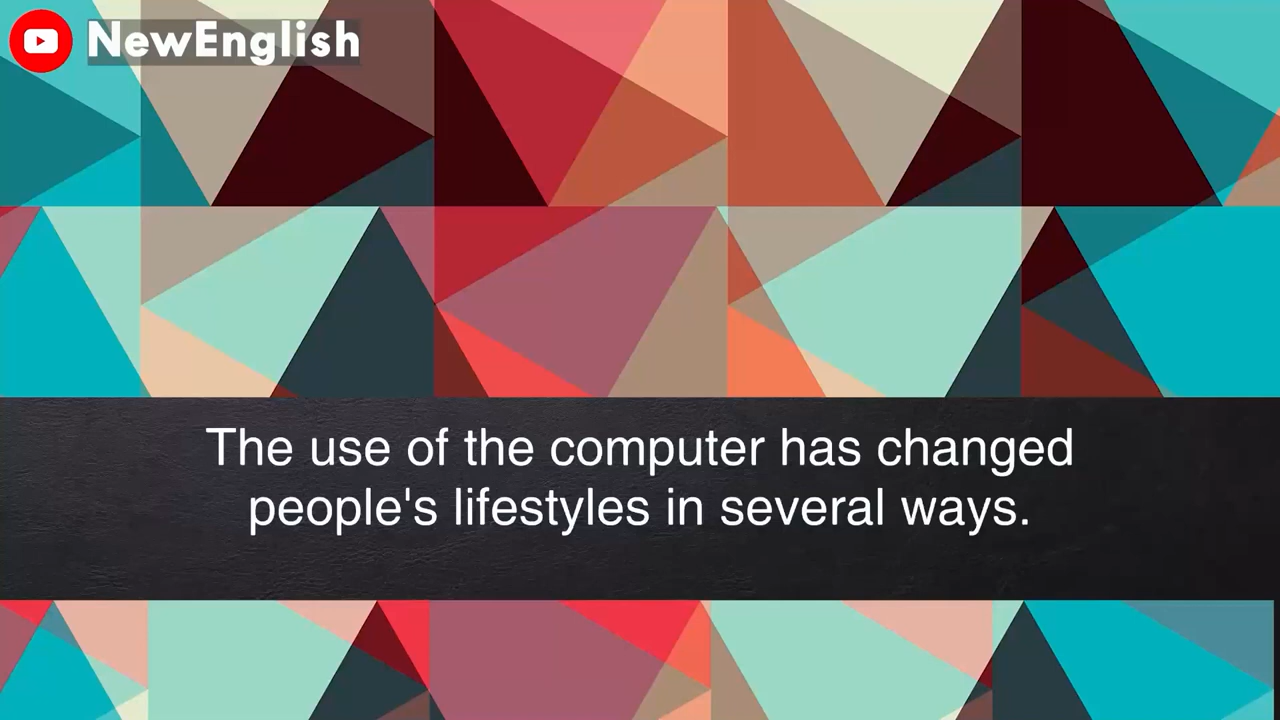 NewEnglish
The use of the computer has changed
people's lifestyles in several ways.